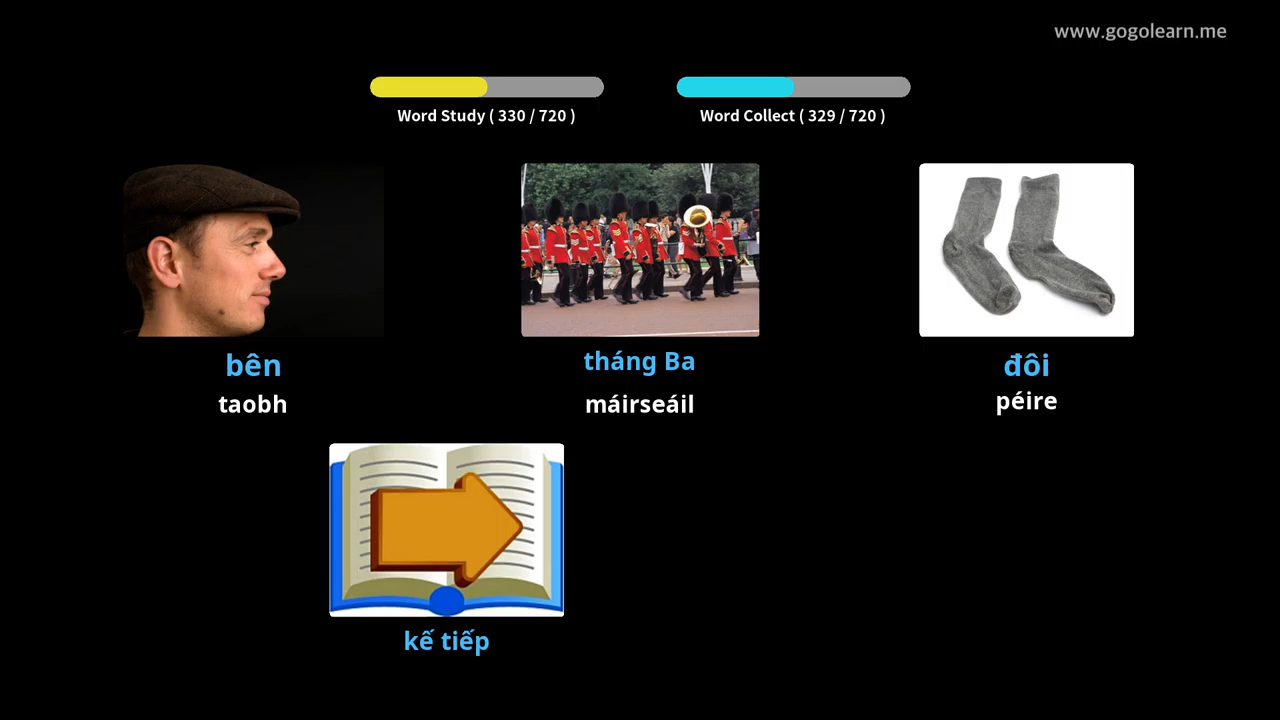 www.gogolearn.me
Word Study ( 330 / 720 )
Word Collect ( 329 / 720 )
bên
taobh
tháng Ba
máirseáil
đôi
péire
kế tiếp